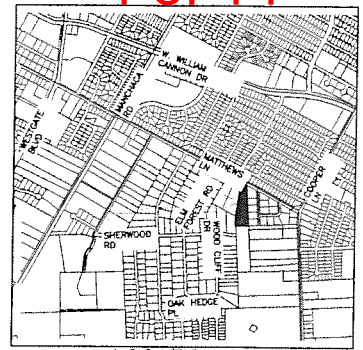 W. WILLIAM
CANNON DR
MANCHACA
RD
WESTGATE
BLVD
MATTHEWS
LN
COOPER
LN
ELM
FOREST RD
WOOD CLIFF
DR
SHERWOOD
RD
OAK HEDGE
PL